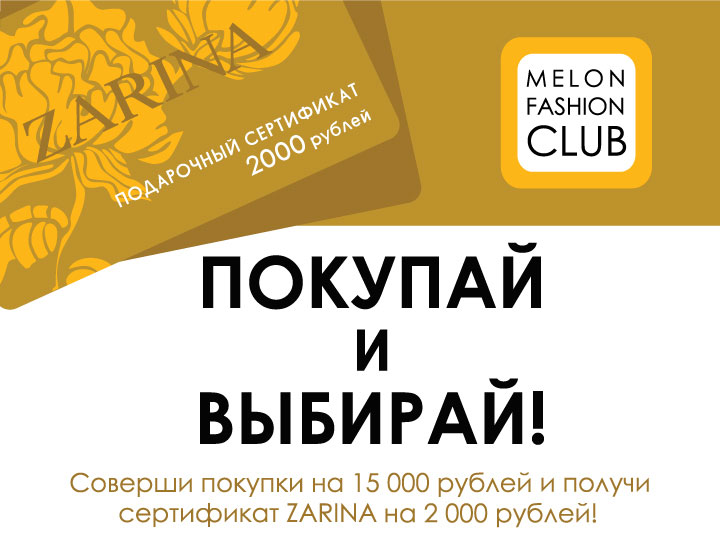 ZARINA
ПОДАРОЧНЫЙ СЕРТИФИКАТ
2000 рублей
MELON
FASHION
CLUB
ПОКУПАЙ
И
ВЫБИРАЙ!
Соверши покупки на 15 000 рублей и получи
сертификат ZARINA на 2 000 рублей!